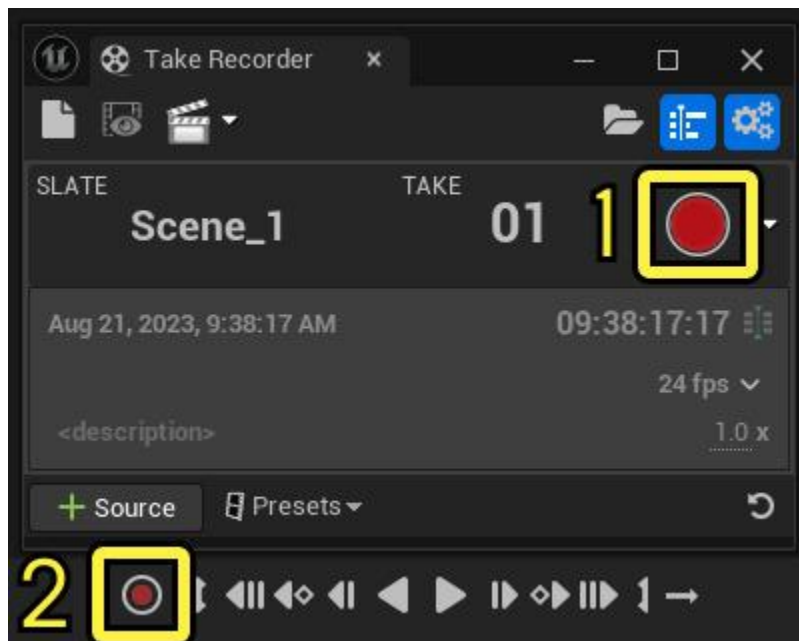 Take Recorder
SLATE
TAKE
Scene_1
01
1
Aug 21, 2023, 9:38:17 AM
09:38:17:17
24 fps
<description>
1.0 x
+ Source
Presets
2